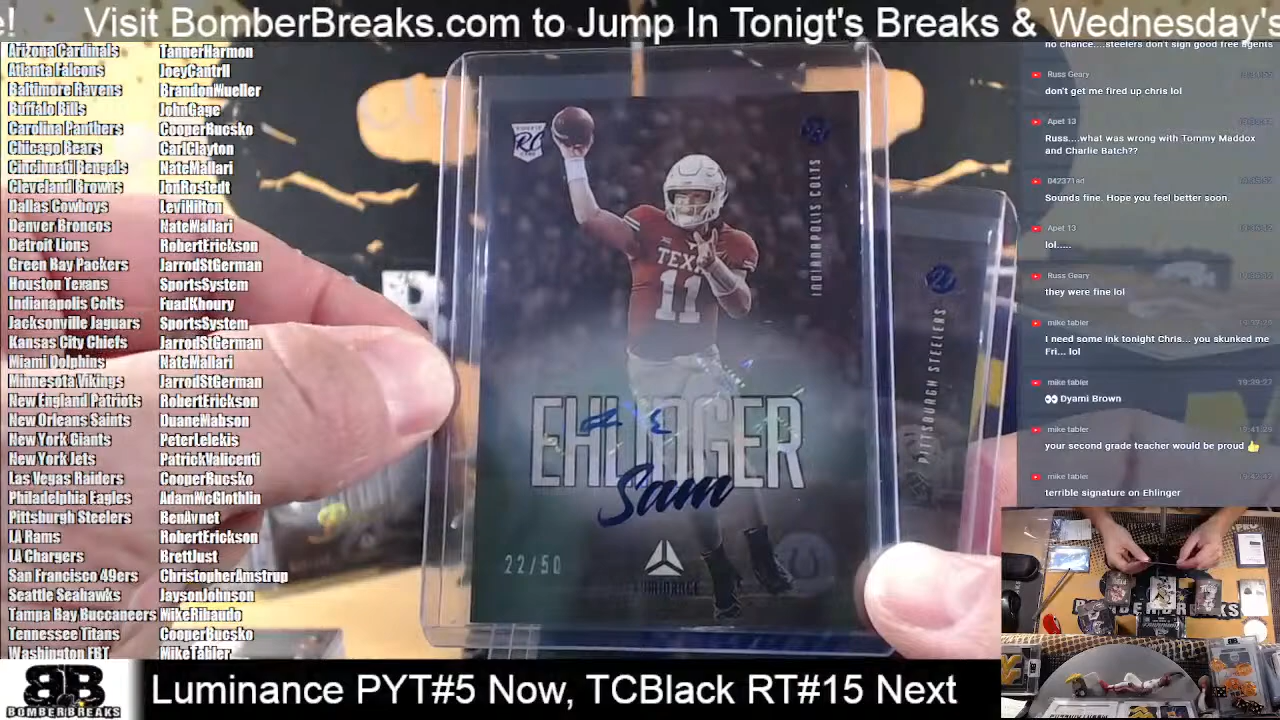 e!
Visit BomberBreaks.com to Jump In Tonigt's Breaks & Wednesday's
Arizona Cardinals TannerHarmon
Atlanta Falcons JoeyCantrll
Baltimore Ravens BrandonMueller
Buffalo Bills JohnGage
Carolina Panthers CooperBucsko
Chicago Bears CarlClayton
Cincinnati Bengals NateMallari
Cleveland Browns JonRostedt
Dallas Cowboys LeviHilton
Denver Broncos NateMallari
Detroit Lions RobertErickson
Green Bay Packers JarrodStGerman
Houston Texans SportsSystem
Indianapolis Colts FuadKhoury
Jacksonville Jaguars SportsSystem
Kansas City Chiefs JarrodStGerman
Miami Dolphins NateMallari
Minnesota Vikings JarrodStGerman
New England Patriots RobertErickson
New Orleans Saints DuaneMabson
New York Giants PeterLelekis
New York Jets PatrickValicenti
Las Vegas Raiders CooperBucsko
Philadelphia Eagles AdamMcGlothlin
Pittsburgh Steelers BenAvnet
LA Rams RobertErickson
LA Chargers BrettJust
San Francisco 49ers ChristopherAmstrup
Seattle Seahawks JaysonJohnson
Tampa Bay Buccaneers MikeRibaudo
Tennessee Titans CooperBucsko
Washington FBT MikeTabler
RC
INDIANAPOLIS COLTS
TEXAS
11
EHLINGER
Sam
22/50
LUMINANCE
PITTSBURGH STEELERS
no chance....steelers don't sign good free agents
Russ Geary
don't get me fired up chris lol
Apet 13
Russ....what was wrong with Tommy Maddox
and Charlie Batch??
042371ed
Sounds fine. Hope you feel better soon.
Apet 13
lol.....
Russ Geary
they were fine lol
mike tabler
I need some ink tonight Chris... you skunked me
Fri... lol
mike tabler 19:39:27
👀 Dyami Brown
mike tabler
your second grade teacher would be proud 👍
mike tabler
terrible signature on Ehlinger
BOMBERBREAKS
BB
BOMBERBREAKS
Luminance PYT#5 Now, TCBlack RT#15 Next